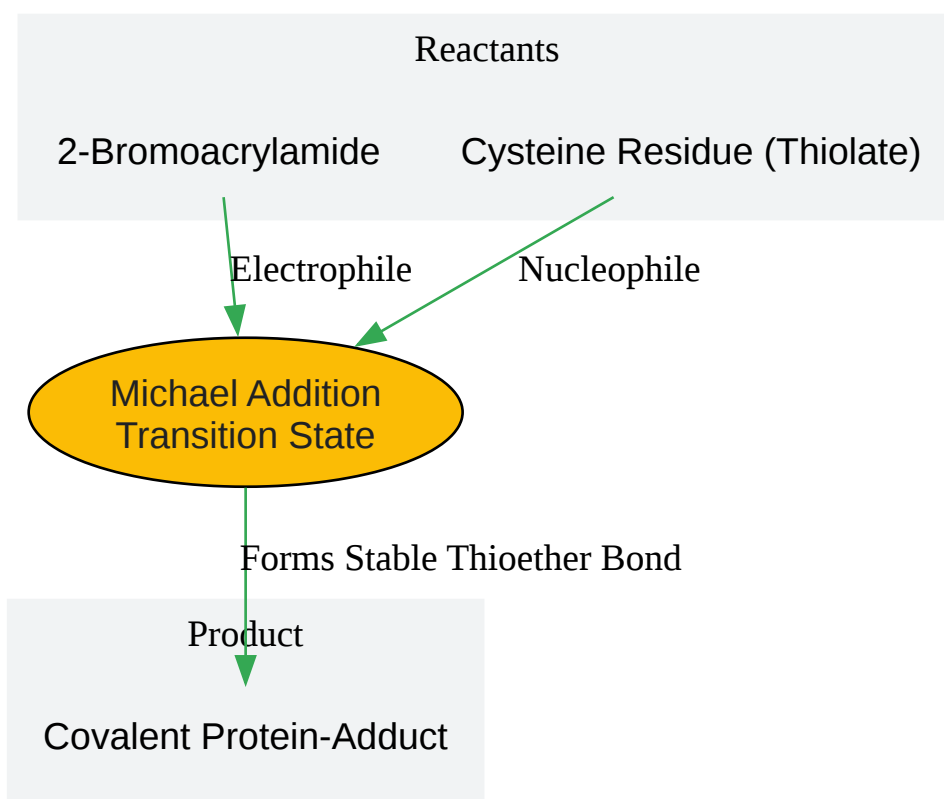 Reactants
2-Bromoacrylamide
Cysteine Residue (Thiolate)
Electrophile
Nucleophile
Michael Addition
Transition State
Forms Stable Thioether Bond
Product
Covalent Protein-Adduct